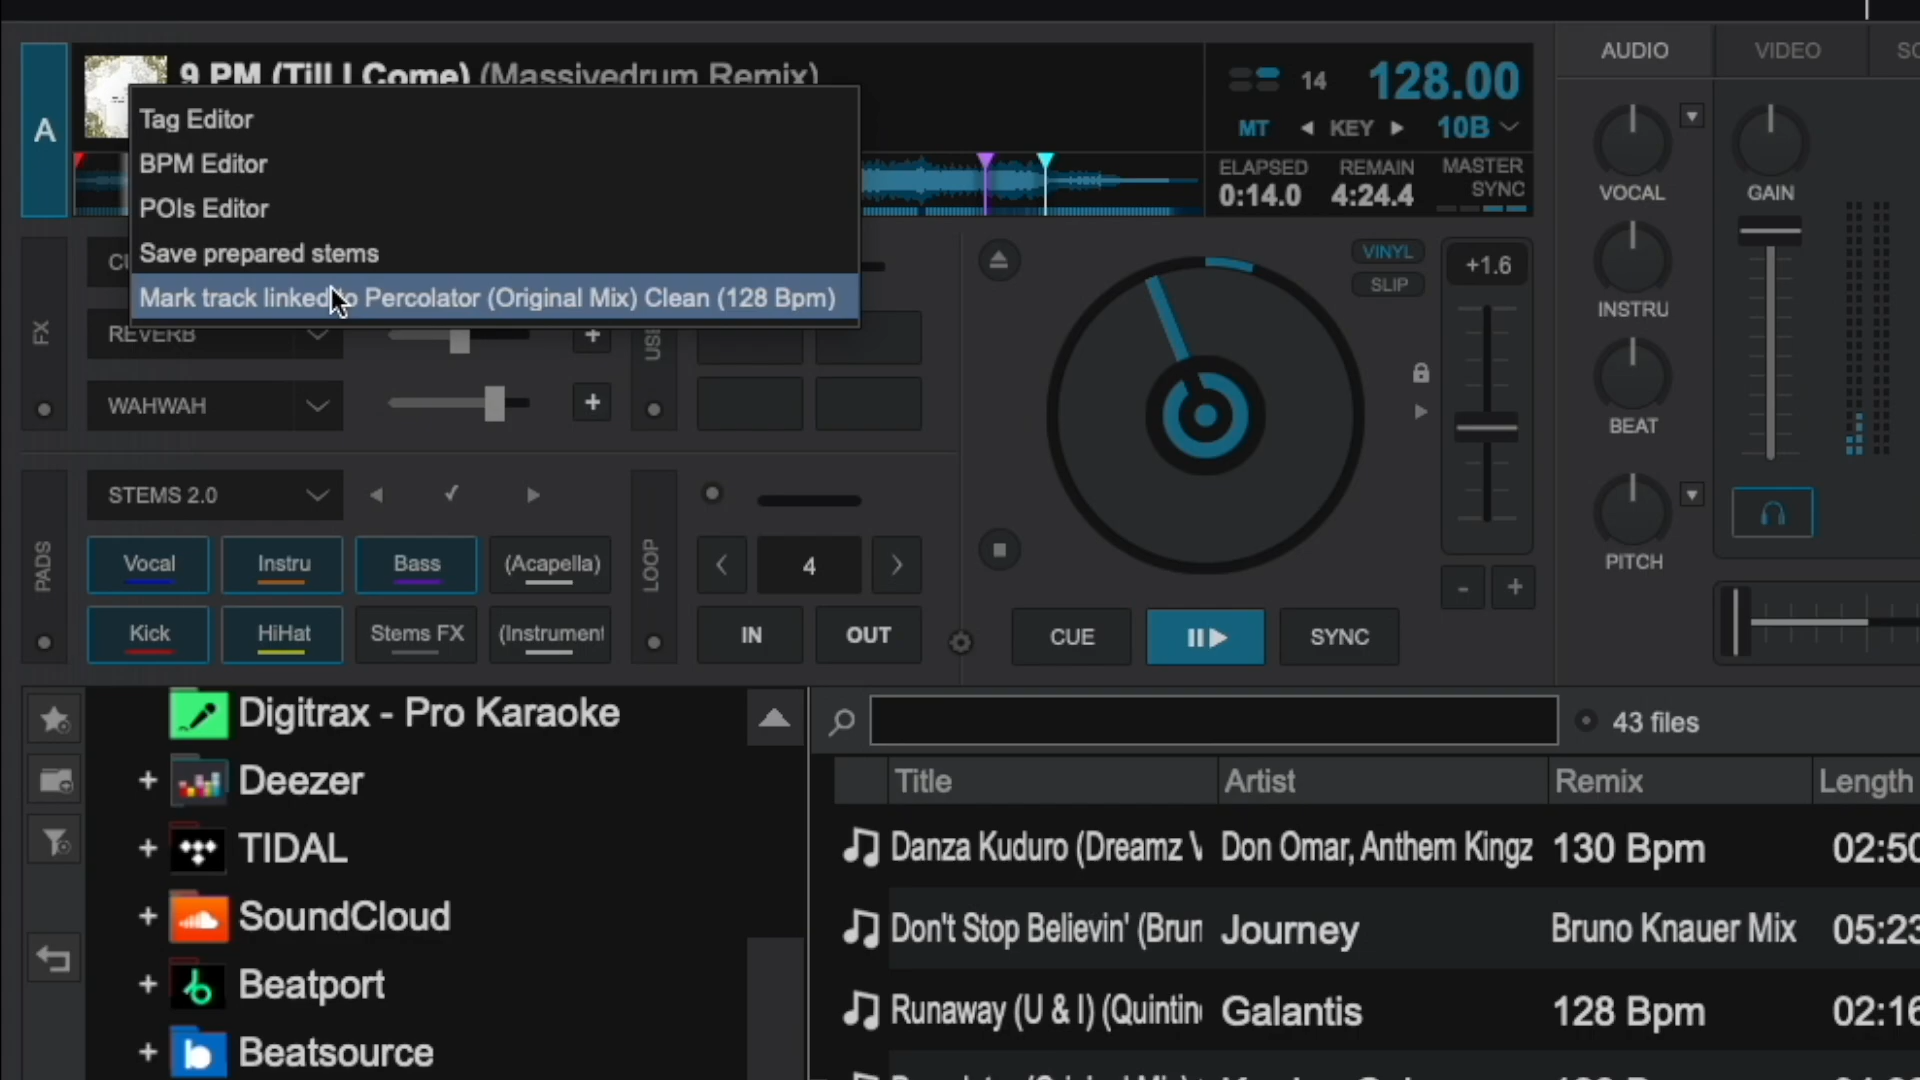 AUDIO
VIDEO
A
9 PM (Till I Come) (Massivedrum Remix)
14
128.00
MT
KEY
10B
Tag Editor
BPM Editor
POIs Editor
Save prepared stems
Mark track linked to Percolator (Original Mix) Clean (128 Bpm)
ELAPSED
0:14.0
REMAIN
4:24.4
MASTER
SYNC
VOCAL
GAIN
FX
REVERB
WAHWAH
VINYL
SLIP
+1.6
INSTRU
BEAT
PITCH
PADS
STEMS 2.0
Vocal
Instru
Bass
(Acapella)
Kick
HiHat
Stems FX
(Instrument
LOOP
4
IN
OUT
CUE
SYNC
-
+
Digitrax - Pro Karaoke
Deezer
TIDAL
SoundCloud
Beatport
Beatsource
43 files
Title Artist Remix Length
Danza Kuduro (Dreamz Don Omar, Anthem Kingz 130 Bpm
Don't Stop Believin' (Brun Journey Bruno Knauer Mix 05:23
Runaway (U & I) (Quintin Galantis 128 Bpm 02:16